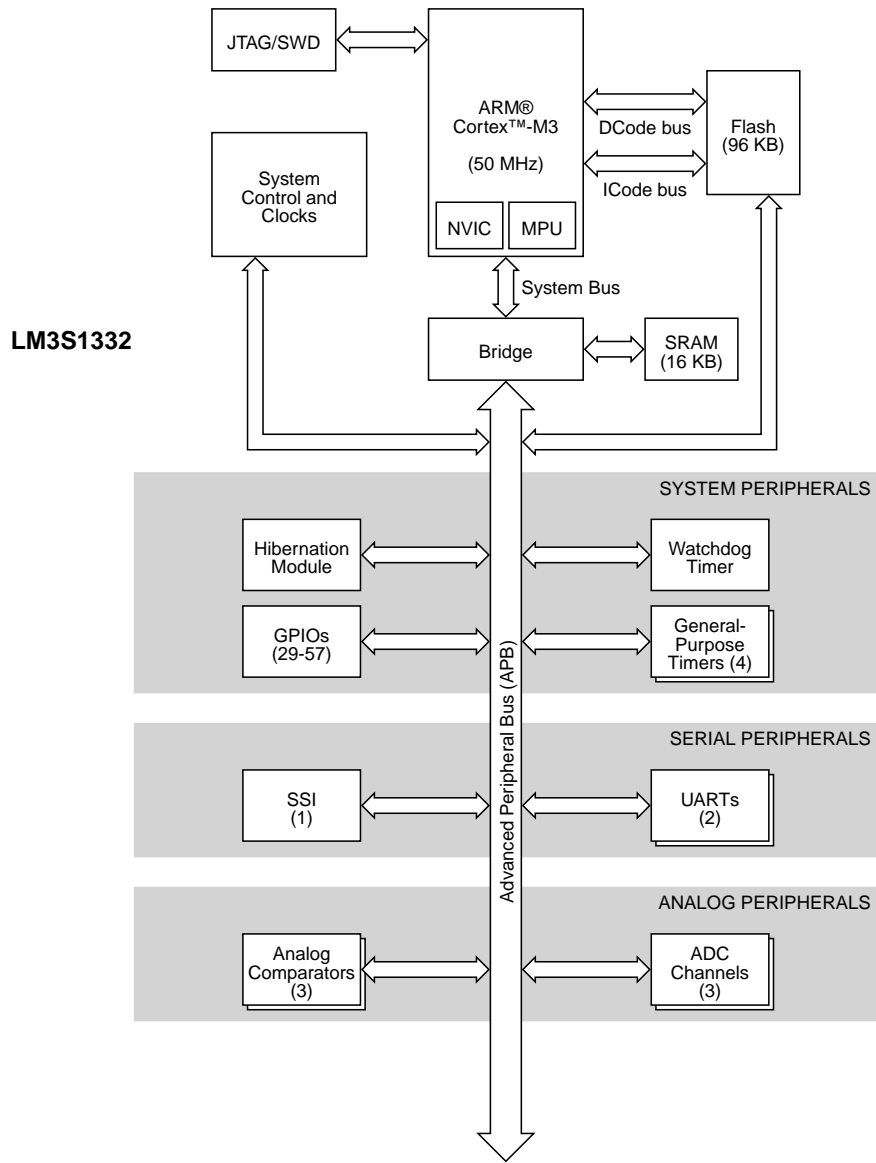 JTAG/SWD
ARM®
Cortex™-M3
(50 MHz)
NVIC
MPU
DCode bus
ICode bus
Flash
(96 KB)
System
Control and
Clocks
System Bus
LM3S1332
Bridge
SRAM
(16 KB)
SYSTEM PERIPHERALS
Hibernation
Module
Watchdog
Timer
GPIOs
(29-57)
General-
Purpose
Timers (4)
Advanced Peripheral Bus (APB)
SERIAL PERIPHERALS
SSI
(1)
UARTs
(2)
ANALOG PERIPHERALS
Analog
Comparators
(3)
ADC
Channels
(3)